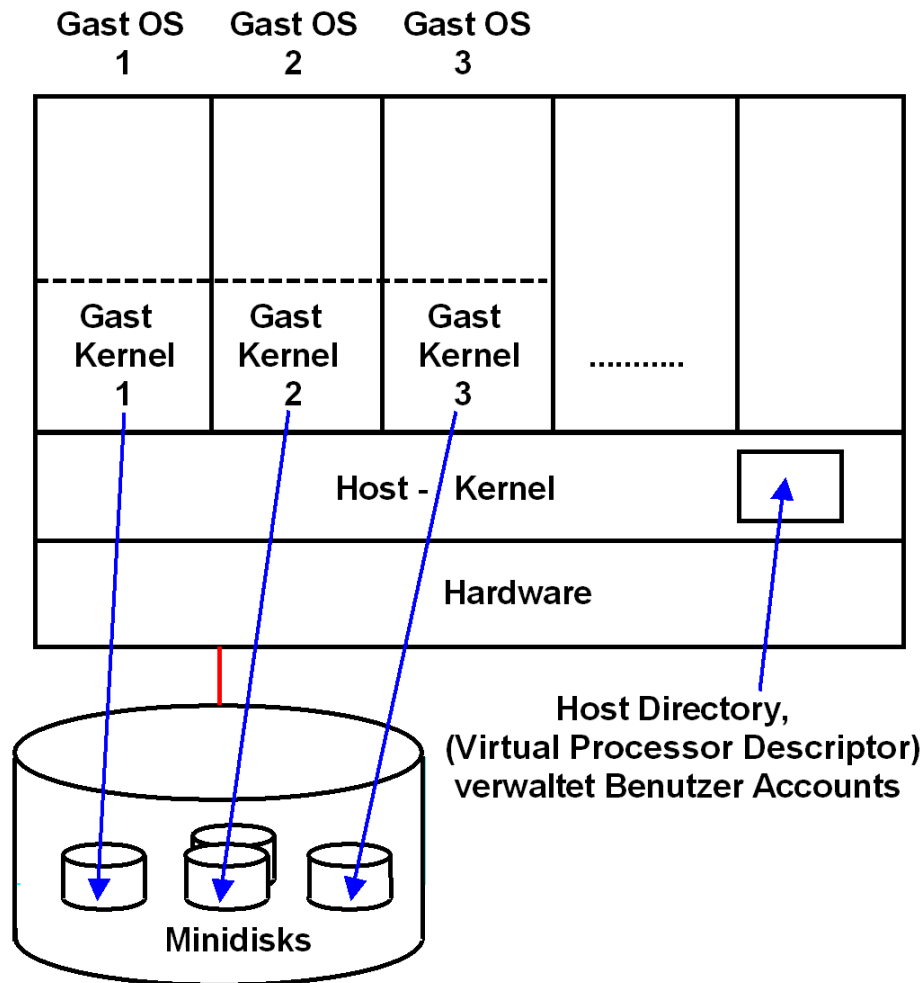 Gast OS
1
Gast OS
2
Gast OS
3
Gast
Kernel
1
Gast
Kernel
2
Gast
Kernel
3
...........
Host - Kernel
Hardware
Host Directory,
(Virtual Processor Descriptor)
verwaltet Benutzer Accounts
Minidisks